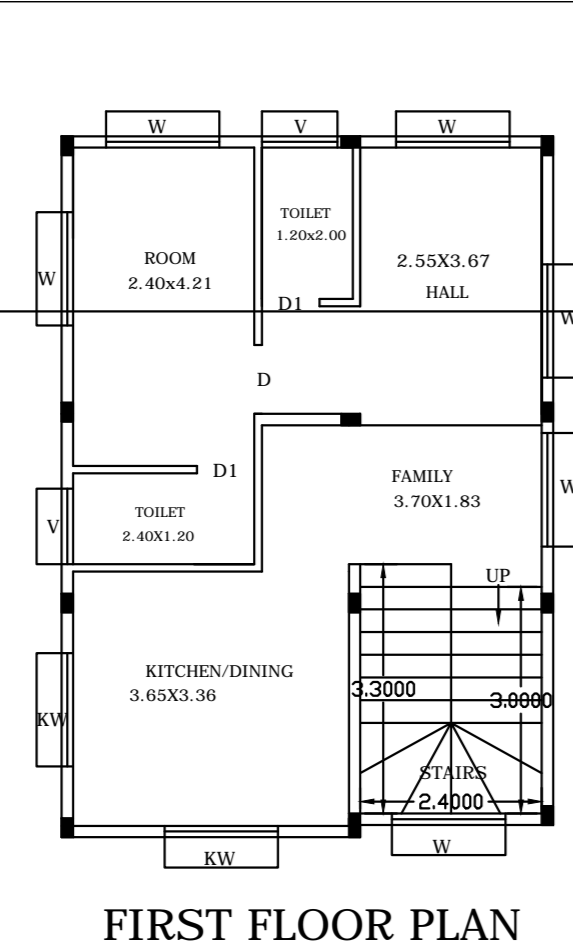 W
V
W
TOILET
1.20x2.00
ROOM
2.40x4.21
2.55X3.67
HALL
W
D1
W
D
D1
FAMILY
3.70X1.83
W
TOILET
2.40X1.20
V
UP
KITCHEN/DINING
3.65X3.36
3.3000
3.0000
KW
STAIRS
2.4000
W
KW
FIRST FLOOR PLAN